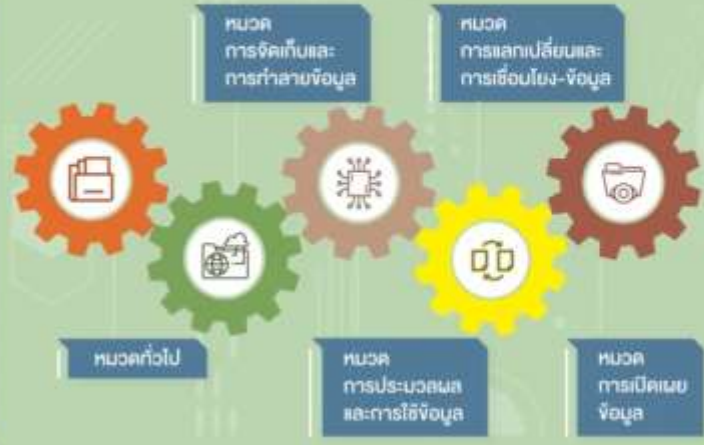 หมวด
การจัดเก็บและ
การทำลายข้อมูล
หมวด
การแลกเปลี่ยนและ
การเชื่อมโยง-ข้อมูล
หมวดทั่วไป
หมวด
การประมวลผล
และการใช้ข้อมูล
หมวด
การเปิดเผย
ข้อมูล